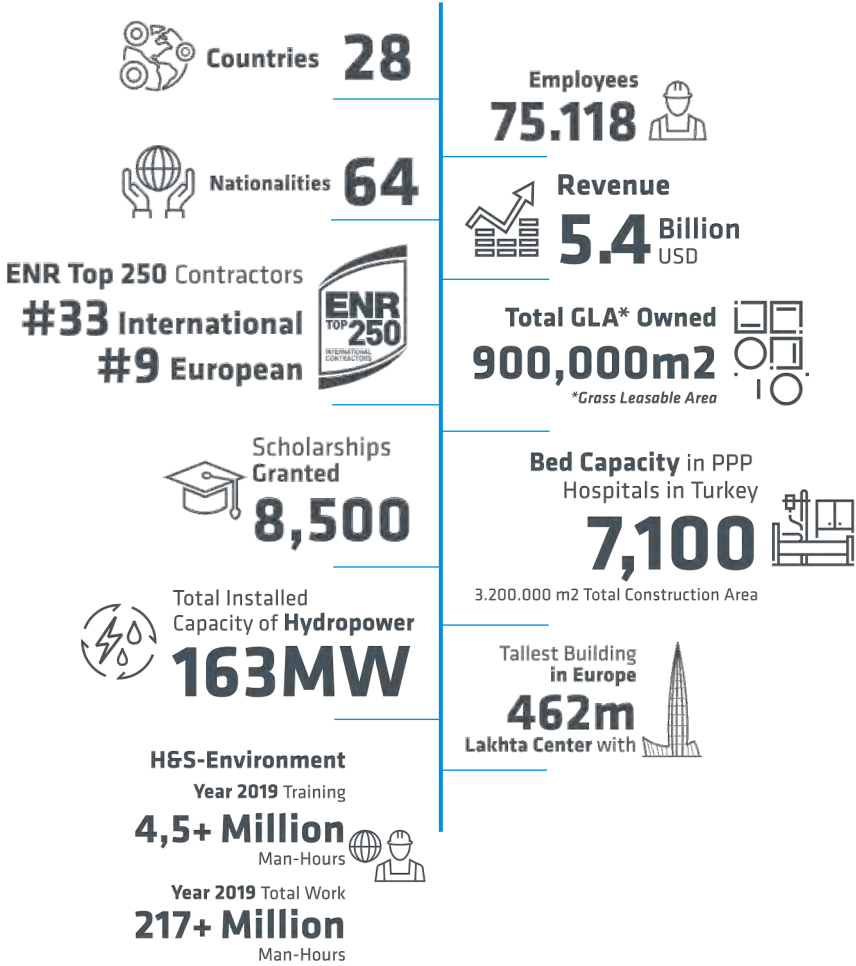 Countries 28
Nationalities 64
ENR Top 250 Contractors
#33 International
#9 European
ENR
TOP 250
INTERNATIONAL
CONTRACTORS
Scholarships
Granted
8,500
Total Installed
Capacity of Hydropower
163MW
H&S-Environment
Year 2019 Training
4,5+ Million
Man-Hours
Year 2019 Total Work
217+ Million
Man-Hours
Employees
75.118
Revenue
5.4 Billion
USD
Total GLA* Owned
900,000m2
*Grass Leasable Area
Bed Capacity in PPP
Hospitals in Turkey
7,100
3.200.000 m2 Total Construction Area
Tallest Building
in Europe
462m
Lakhta Center with